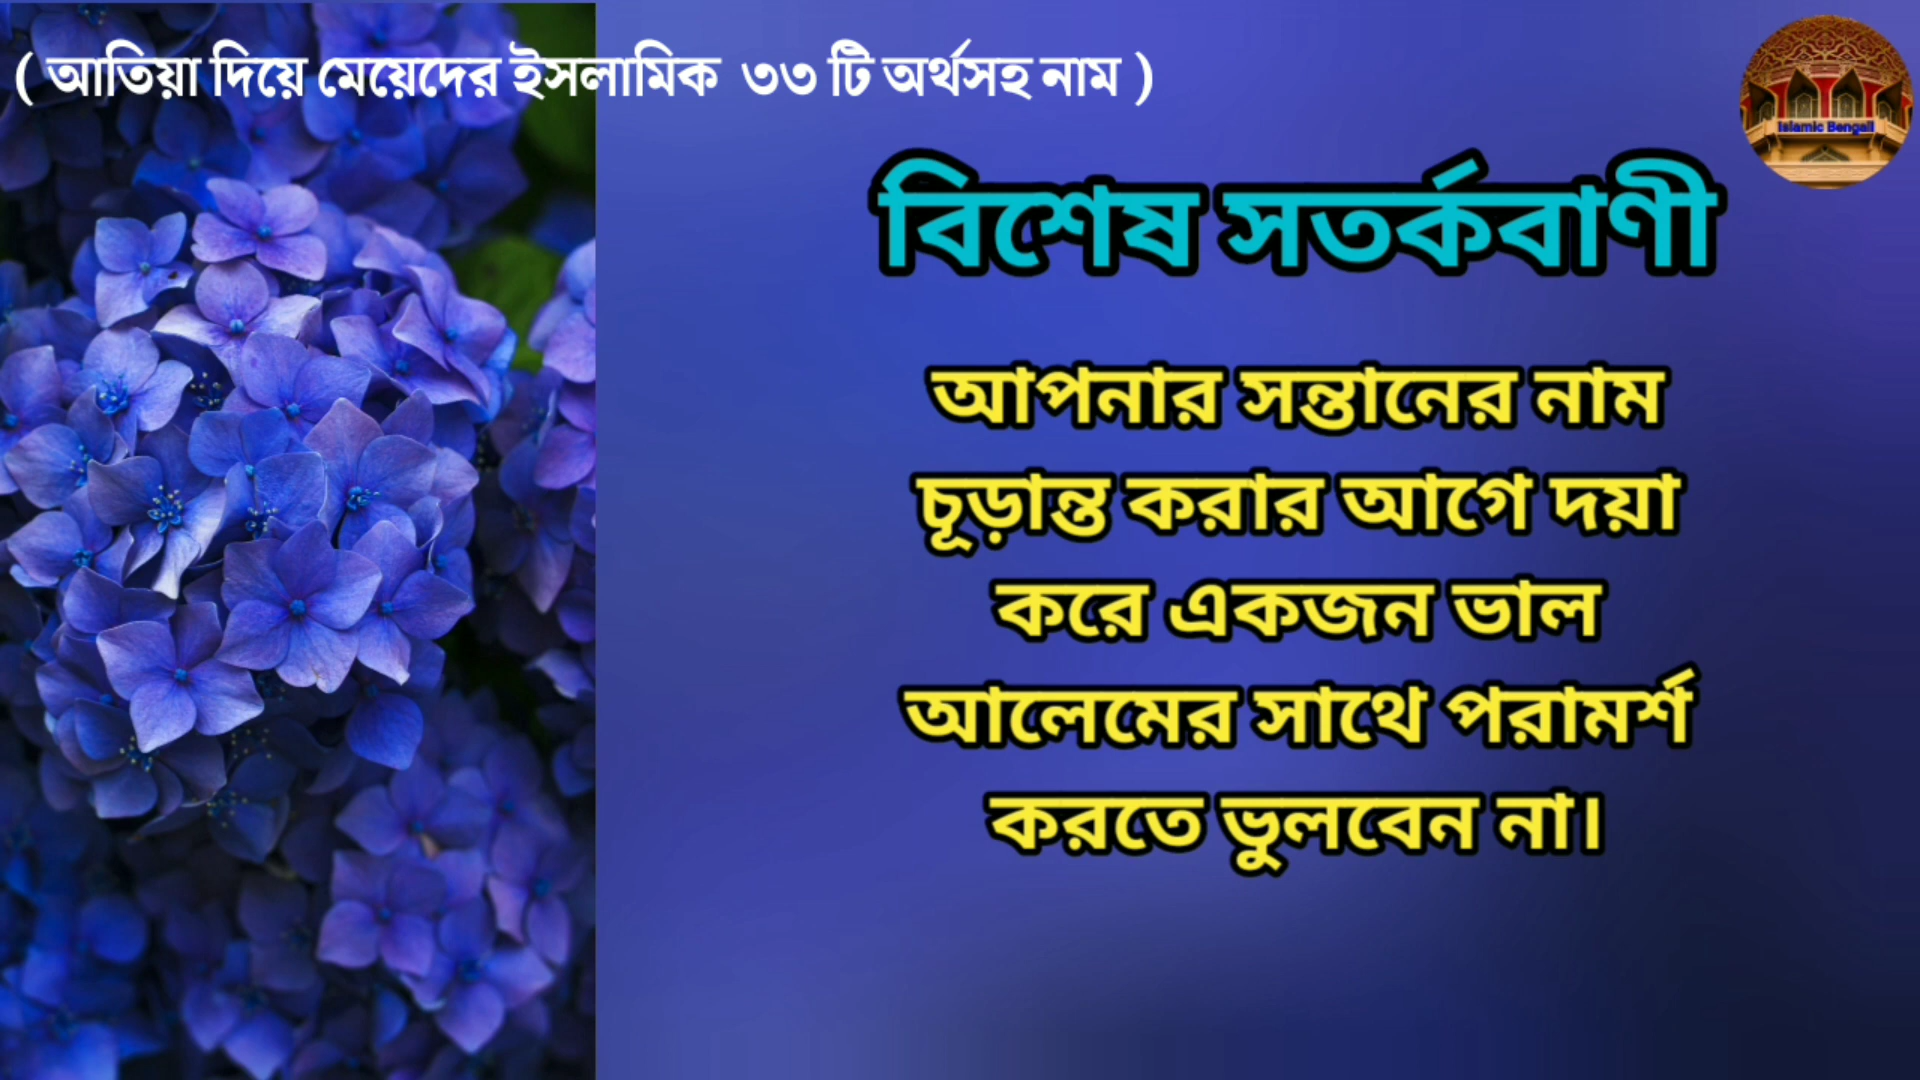 ( আতিয়া দিয়ে মেয়েদের ইসলামিক ৩৩ টি অর্থসহ নাম )
Islamic Bengali
বিশেষ সতর্কবাণী
আপনার সন্তানের নাম
চূড়ান্ত করার আগে দয়া
করে একজন ভাল
আলেমের সাথে পরামর্শ
করতে ভুলবেন না।